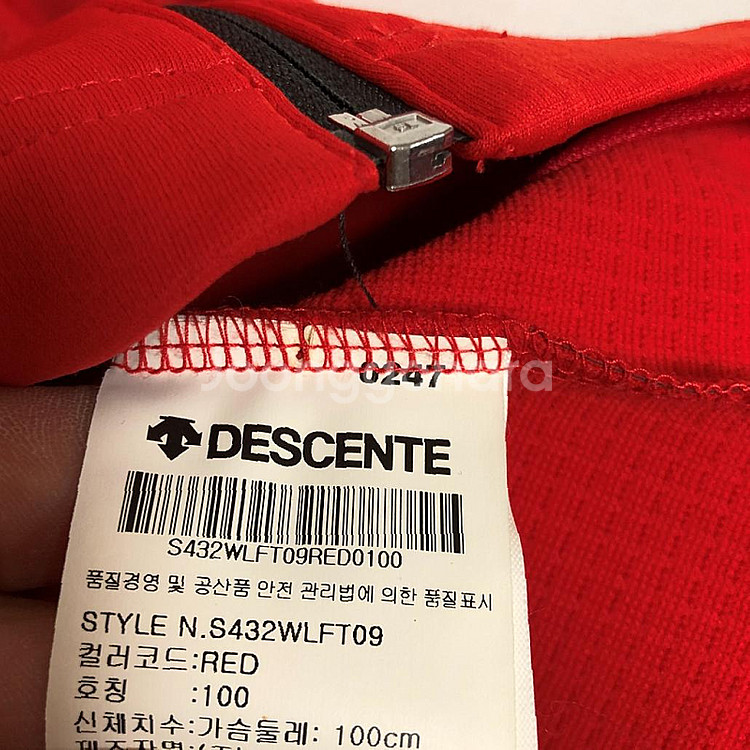 0247
joonggonara
DESCENTE
S432WLFT09RED0100
품질경영 및 공산품 안전 관리법에 의한 품질표시
STYLE N.S432WLFT09
컬러코드:RED
호칭 :100
신체치수:가슴둘레: 100cm